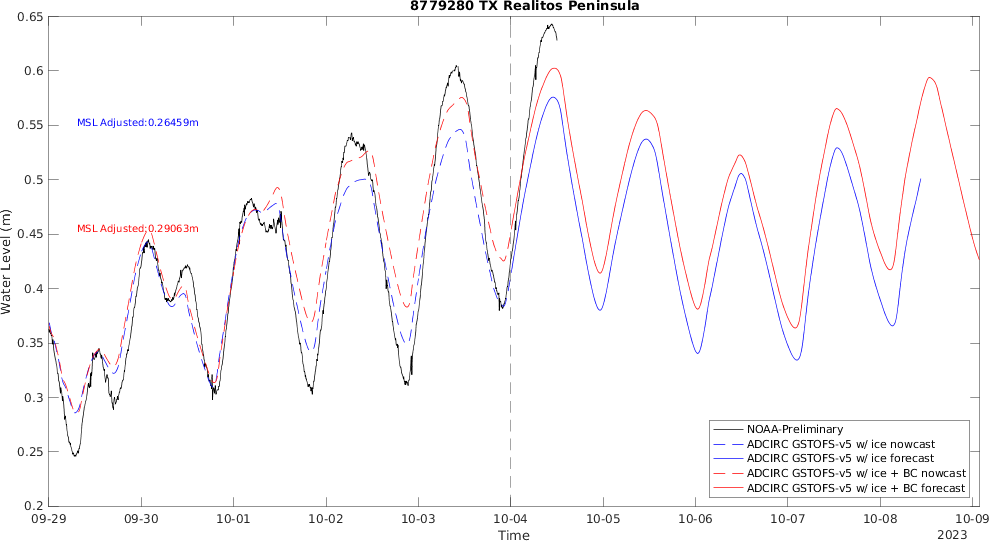 8779280 TX Realitos Peninsula
0.65
0.6
0.55
0.5
0.45
0.4
0.35
0.3
0.25
0.2
Water Level (m)
MSL Adjusted:0.26459m
MSL Adjusted:0.29063m
NOAA-Preliminary
ADCIRC GSTOFS-v5 w/ ice nowcast
ADCIRC GSTOFS-v5 w/ ice forecast
ADCIRC GSTOFS-v5 w/ ice + BC nowcast
ADCIRC GSTOFS-v5 w/ ice + BC forecast
09-29 09-30 10-01 10-02 10-03 10-04 10-05 10-06 10-07 10-08 10-09
Time
2023